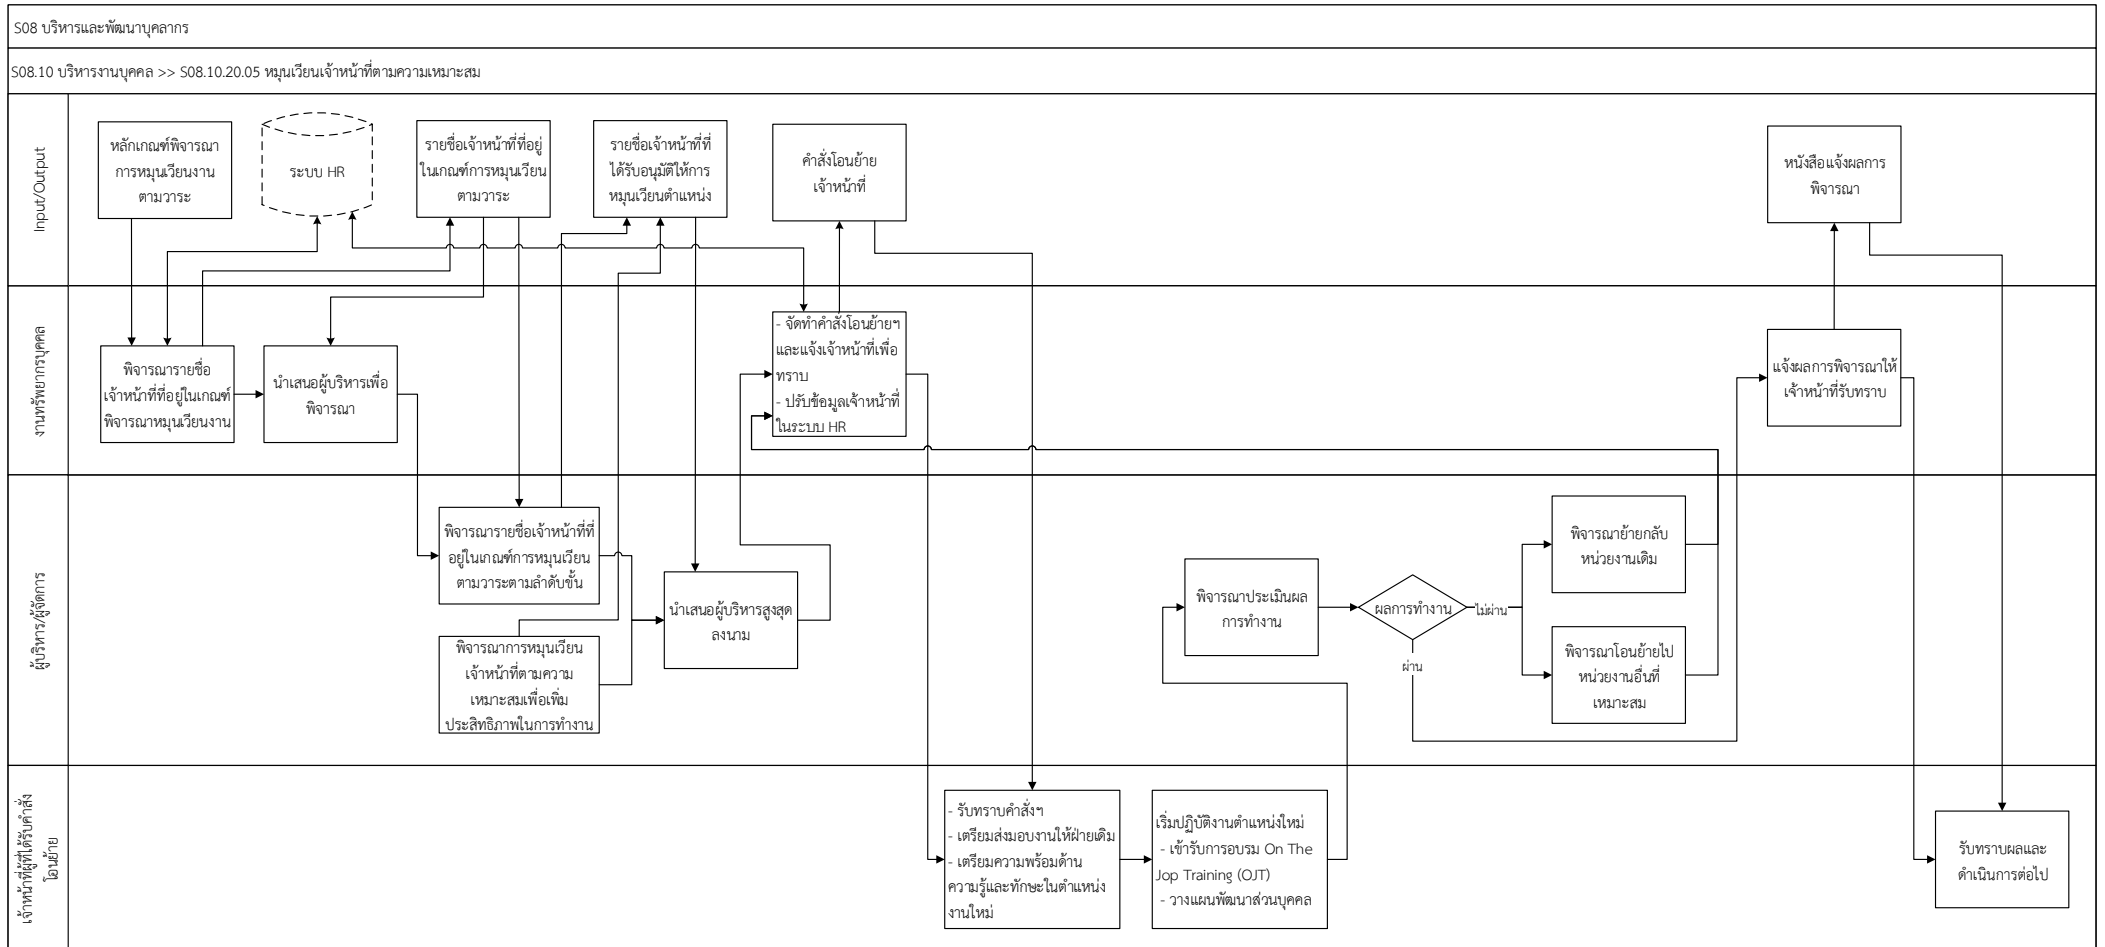 S08 บริหารและพัฒนาบุคลากร
S08.10 บริหารงานบุคคล >> S08.10.20.05 หมุนเวียนเจ้าหน้าที่ตามความเหมาะสม
Input/Output
หลักเกณฑ์พิจารณา
การหมุนเวียนงาน
ตามวาระ
ระบบ HR
รายชื่อเจ้าหน้าที่ที่อยู่
ในเกณฑ์การหมุนเวียน
ตามวาระ
รายชื่อเจ้าหน้าที่ที่
ได้รับอนุมัติให้การ
หมุนเวียนตำแหน่ง
คำสั่งโอนย้าย
เจ้าหน้าที่
หนังสือแจ้งผลการ
พิจารณา
งานทรัพยากรบุคคล
พิจารณารายชื่อ
เจ้าหน้าที่ที่อยู่ในเกณฑ์
พิจารณาหมุนเวียนงาน
นำเสนอผู้บริหารเพื่อ
พิจารณา
- จัดทำคำสั่งโอนย้ายฯ
และแจ้งเจ้าหน้าที่เพื่อ
ทราบ
- ปรับข้อมูลเจ้าหน้าที่
ในระบบ HR
แจ้งผลการพิจารณาให้
เจ้าหน้าที่รับทราบ
ผู้บริหาร/ผู้จัดการ
พิจารณารายชื่อเจ้าหน้าที่ที่
อยู่ในเกณฑ์การหมุนเวียน
ตามวาระตามลำดับขั้น
พิจารณาการหมุนเวียน
เจ้าหน้าที่ตามความ
เหมาะสมเพื่อเพิ่ม
ประสิทธิภาพในการทำงาน
นำเสนอผู้บริหารสูงสุด
ลงนาม
พิจารณาประเมินผล
การทำงาน
ผลการทำงาน
ไม่ผ่าน
ผ่าน
พิจารณาย้ายกลับ
หน่วยงานเดิม
พิจารณาโอนย้ายไป
หน่วยงานอื่นที่
เหมาะสม
เจ้าหน้าที่ผู้ที่ได้รับคำสั่ง
โอนย้าย
- รับทราบคำสั่งฯ
- เตรียมส่งมอบงานให้ฝ่ายเดิม
- เตรียมความพร้อมด้าน
ความรู้และทักษะในตำแหน่ง
งานใหม่
เริ่มปฏิบัติงานตำแหน่งใหม่
- เข้ารับการอบรม On The
Jop Training (OJT)
- วางแผนพัฒนาส่วนบุคคล
รับทราบผลและ
ดำเนินการต่อไป